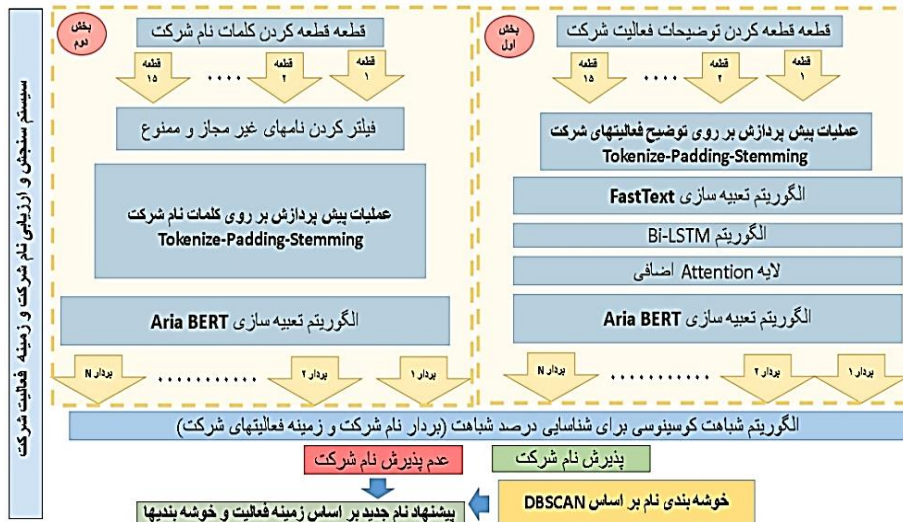 سیستم سنجش و ارزیابی نام شرکت و زمینه فعالیت شرکت
بخش
اول
قطعه قطعه کردن توضیحات فعالیت شرکت
قطعه
۱
قطعه
۲
....
قطعه
۱۵
عملیات پیش پردازش بر روی توضیح فعالیتهای شرکت
Tokenize-Padding-Stemming
الگوریتم تعبیه سازی FastText
الگوریتم Bi-LSTM
لایه Attention اضافی
الگوریتم تعبیه سازی Aria BERT
بردار ۱
بردار ۲
...........
بردار N
بخش
دوم
قطعه قطعه کردن کلمات نام شرکت
قطعه
۱
قطعه
۲
....
قطعه
۱۵
فیلتر کردن نامهای غیر مجاز و ممنوع
عملیات پیش پردازش بر روی کلمات نام شرکت
Tokenize-Padding-Stemming
الگوریتم تعبیه سازی Aria BERT
بردار ۱
بردار ۲
...........
بردار N
الگوریتم شباهت کوسینوسی برای شناسایی درصد شباهت (بردار نام شرکت و زمینه فعالیتهای شرکت)
پذیرش نام شرکت
عدم پذیرش نام شرکت
خوشه بندی نام بر اساس DBSCAN
پیشنهاد نام جدید بر اساس زمینه فعالیت و خوشه بندیها